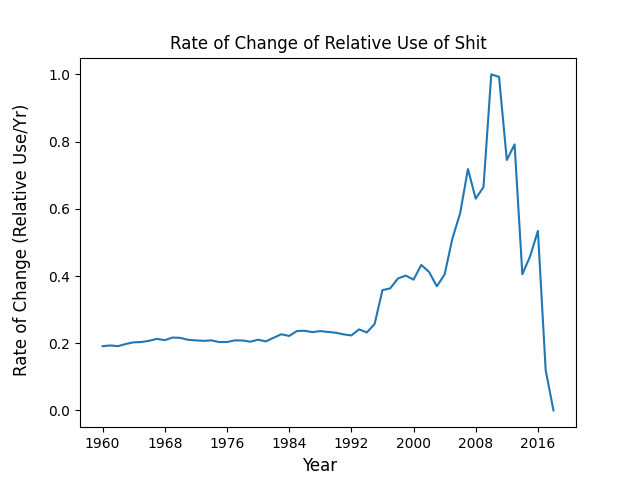 Rate of Change of Relative Use of Shit
Rate of Change (Relative Use/Yr)
1.0
0.8
0.6
0.4
0.2
0.0
1960 1968 1976 1984 1992 2000 2008 2016
Year